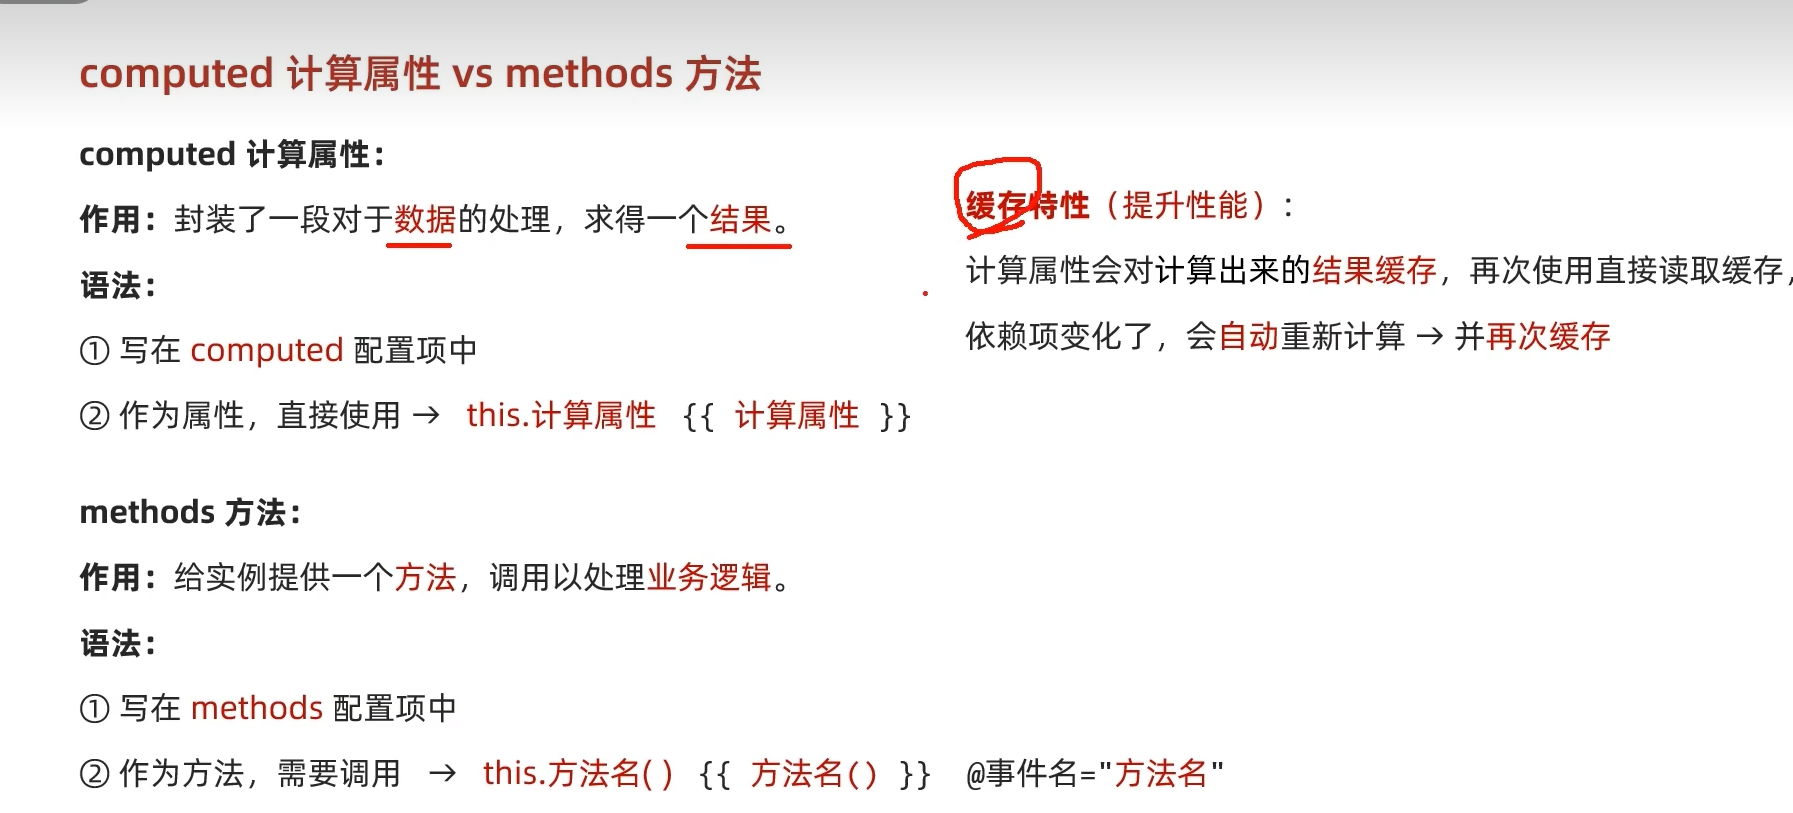 computed 计算属性 vs methods 方法
computed 计算属性：
作用：封装了一段对于数据的处理，求得一个结果。
语法：
① 写在 computed 配置项中
② 作为属性，直接使用 → this.计算属性 {{ 计算属性 }}
缓存特性（提升性能）：
计算属性会对计算出来的结果缓存，再次使用直接读取缓存，
依赖项变化了，会自动重新计算 → 并再次缓存
methods 方法：
作用：给实例提供一个方法，调用以处理业务逻辑。
语法：
① 写在 methods 配置项中
② 作为方法，需要调用 → this.方法名( ) {{ 方法名() }} @事件名="方法名"